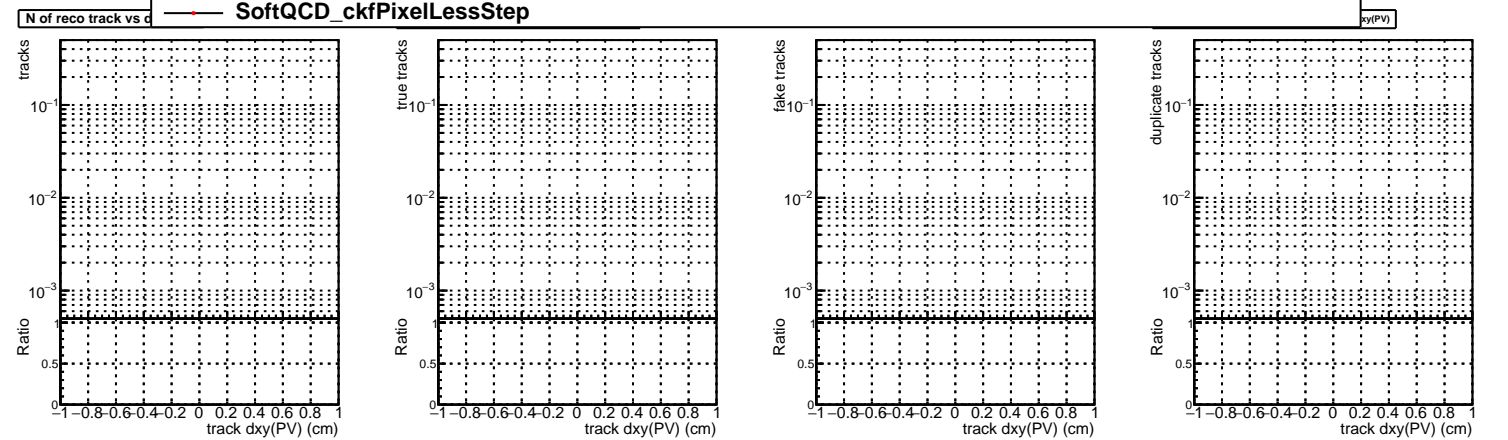 SoftQCD_ckfPixelLessStep
N of reco track vs d
xy(PV)
tracks
10−1
10−2
10−3
Ratio
1
0.5
0
−1 −0.8 −0.6 −0.4 −0.2 0 0.2 0.4 0.6 0.8 1
track dxy(PV) (cm)
true tracks
10−1
10−2
10−3
Ratio
1
0.5
0
−1 −0.8 −0.6 −0.4 −0.2 0 0.2 0.4 0.6 0.8 1
track dxy(PV) (cm)
fake tracks
10−1
10−2
10−3
Ratio
1
0.5
0
−1 −0.8 −0.6 −0.4 −0.2 0 0.2 0.4 0.6 0.8 1
track dxy(PV) (cm)
duplicate tracks
10−1
10−2
10−3
Ratio
1
0.5
0
−1 −0.8 −0.6 −0.4 −0.2 0 0.2 0.4 0.6 0.8 1
track dxy(PV) (cm)